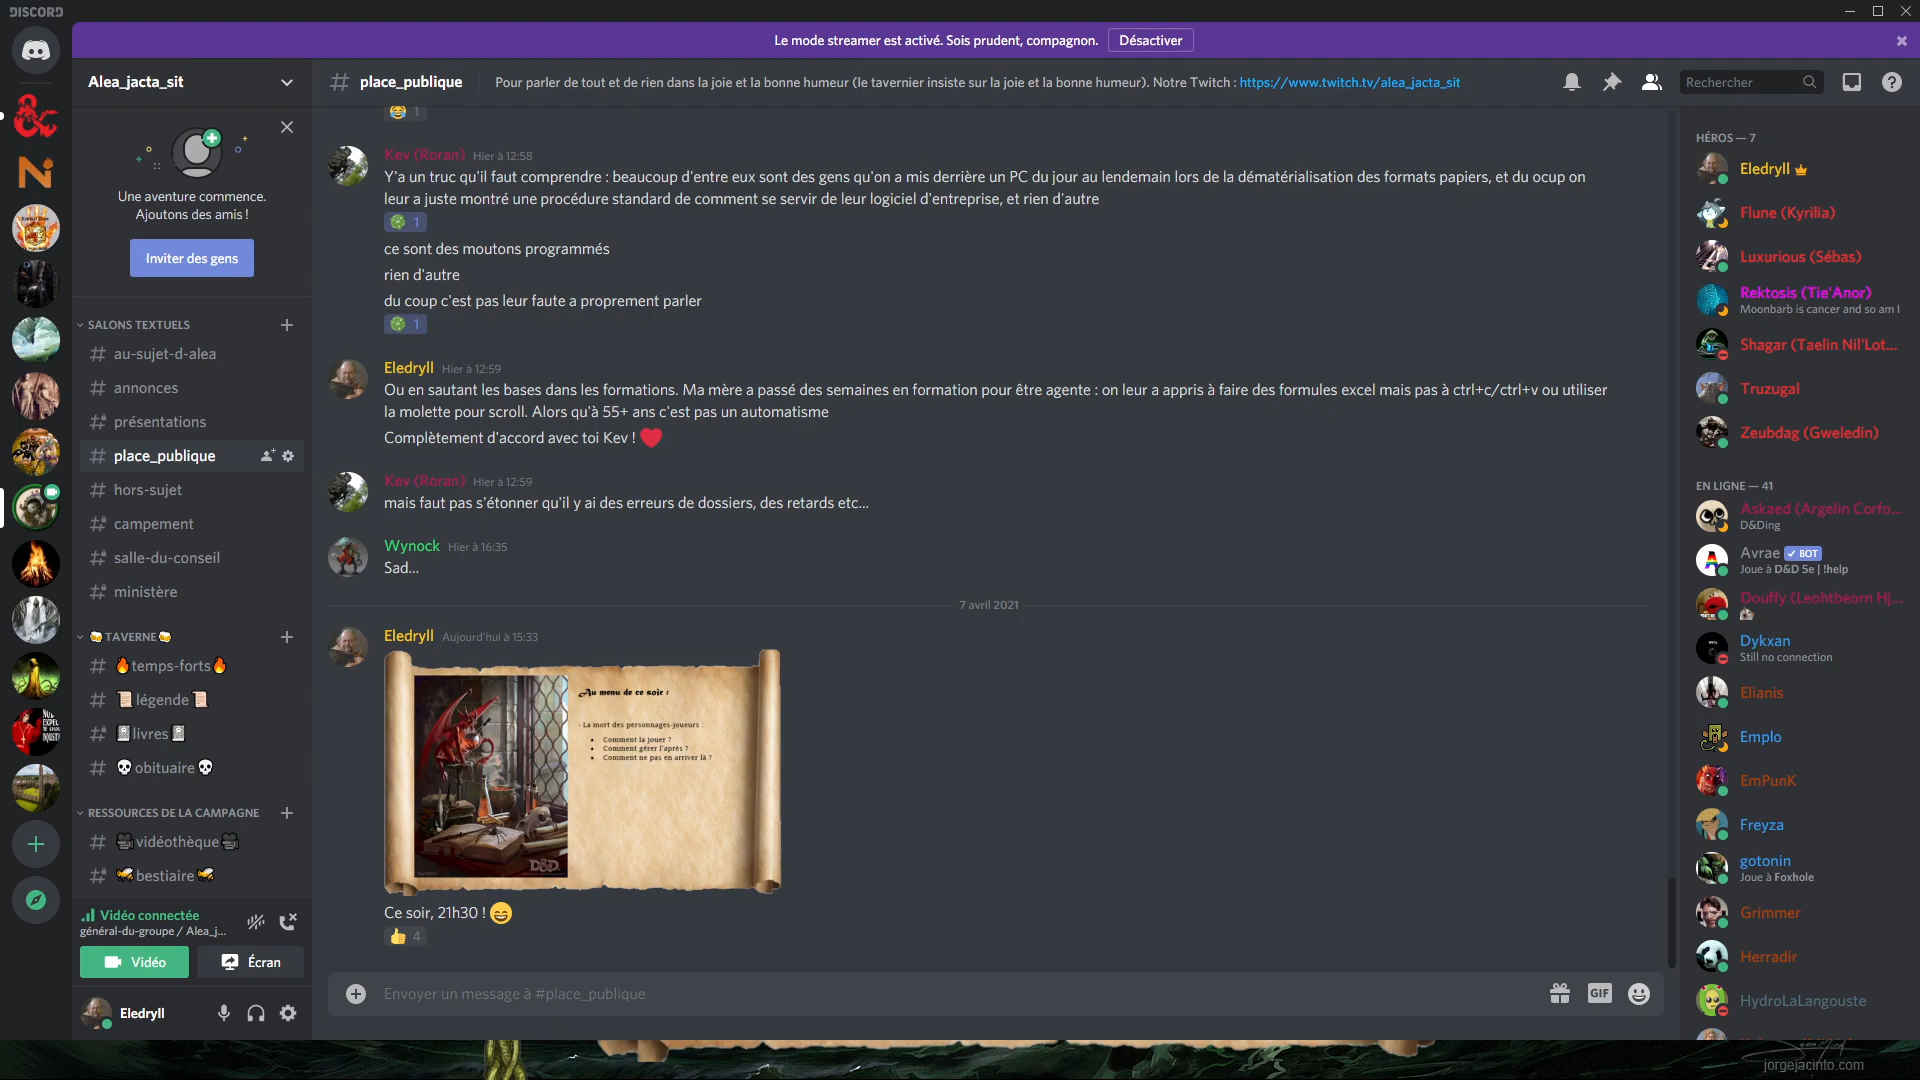 DISCORD
Le mode streamer est activé. Sois prudent, compagnon.
Désactiver
Alea_jacta_sit
place_publique
Pour parler de tout et de rien dans la joie et la bonne humeur (le tavernier insiste sur la joie et la bonne humeur). Notre Twitch : https://www.twitch.tv/alea_jacta_sit
Rechercher
Une aventure commence.
Ajoutons des amis !
Inviter des gens
SALONS TEXTUELS
au-sujet-d-alea
annonces
présentations
place_publique
hors-sujet
campement
salle-du-conseil
ministère
🍻TAVERNE🍻
🔥temps-forts🔥
📜légende📜
livres
💀obituaire💀
RESSOURCES DE LA CAMPAGNE
🎥vidéothèque🎥
🐝bestiaire🐝
Vidéo connectée
général-du-groupe / Alea_j...
Vidéo
Écran
Eledryll
😂 1
Kev (Roran) Hier à 12:58
Y'a un truc qu'il faut comprendre : beaucoup d'entre eux sont des gens qu'on a mis derrière un PC du jour au lendemain lors de la dématérialisation des formats papiers, et du ocup on
leur a juste montré une procédure standard de comment se servir de leur logiciel d'entreprise, et rien d'autre
1
ce sont des moutons programmés
rien d'autre
du coup c'est pas leur faute a proprement parler
1
Eledryll Hier à 12:59
Ou en sautant les bases dans les formations. Ma mère a passé des semaines en formation pour être agente : on leur a appris à faire des formules excel mais pas à ctrl+c/ctrl+v ou utiliser
la molette pour scroll. Alors qu'à 55+ ans c'est pas un automatisme
Complètement d'accord avec toi Kev ! ❤️
Kev (Roran) Hier à 12:59
mais faut pas s'étonner qu'il y ai des erreurs de dossiers, des retards etc...
Wynock Hier à 16:35
Sad...
7 avril 2021
Eledryll Aujourd'hui à 15:33
Au menu de ce soir :
- La mort des personnages-joueurs :
• Comment la jouer ?
• Comment gérer l'après ?
• Comment ne pas en arriver là ?
D&D
Ce soir, 21h30 ! 😄
👍 4
Envoyer un message à #place_publique
GIF
HÉROS — 7
Eledryll
Flune (Kyrilia)
Luxurious (Sébas)
Rektosis (Tie'Anor)
Moonbarb is cancer and so am I
Shagar (Taelin Nil'Lot...
Truzugal
Zeubdag (Gweledin)
EN LIGNE — 41
Askaed (Argelin Corfo...
D&Ding
Avrae ✓ BOT
Joue à D&D 5e | !help
Douffy (Leohtbeorn Hj...
Dykxan
Still no connection
Elianis
Emplo
EmPunK
Freyza
gotonin
Joue à Foxhole
Grimmer
Herradir
HydroLaLangouste
jorgejacinto.com